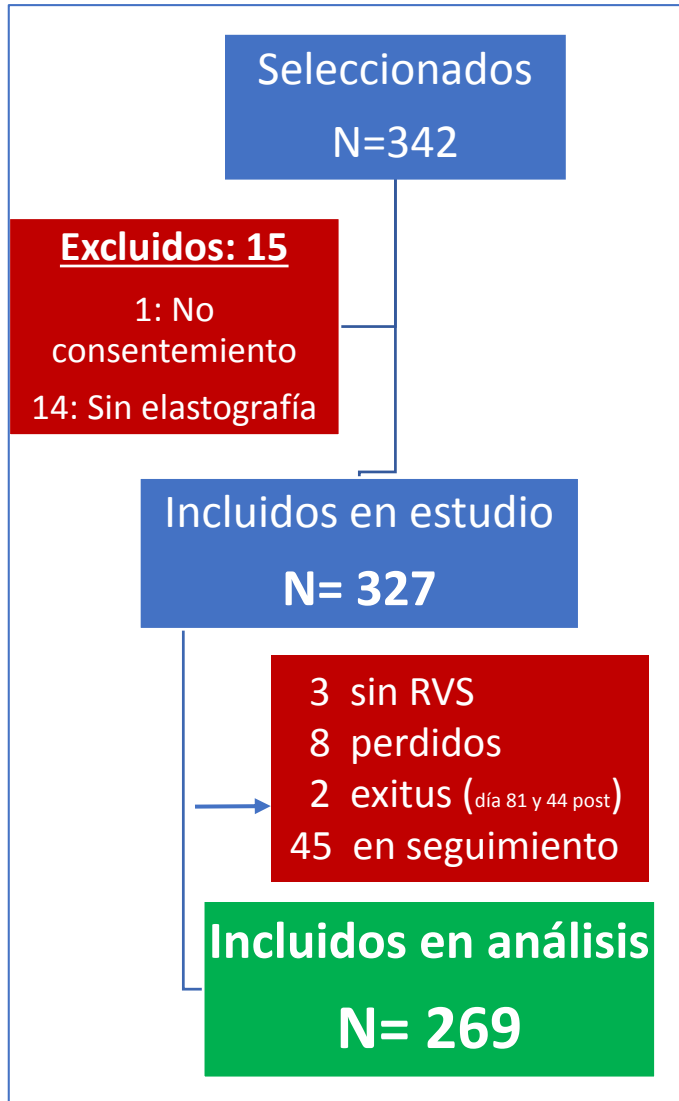 Seleccionados
N=342
Excluidos: 15
1: No
consentemiento
14: Sin elastografía
Incluidos en estudio
N= 327
3 sin RVS
8 perdidos
2 exitus (día 81 y 44 post)
45 en seguimiento
Incluidos en análisis
N= 269